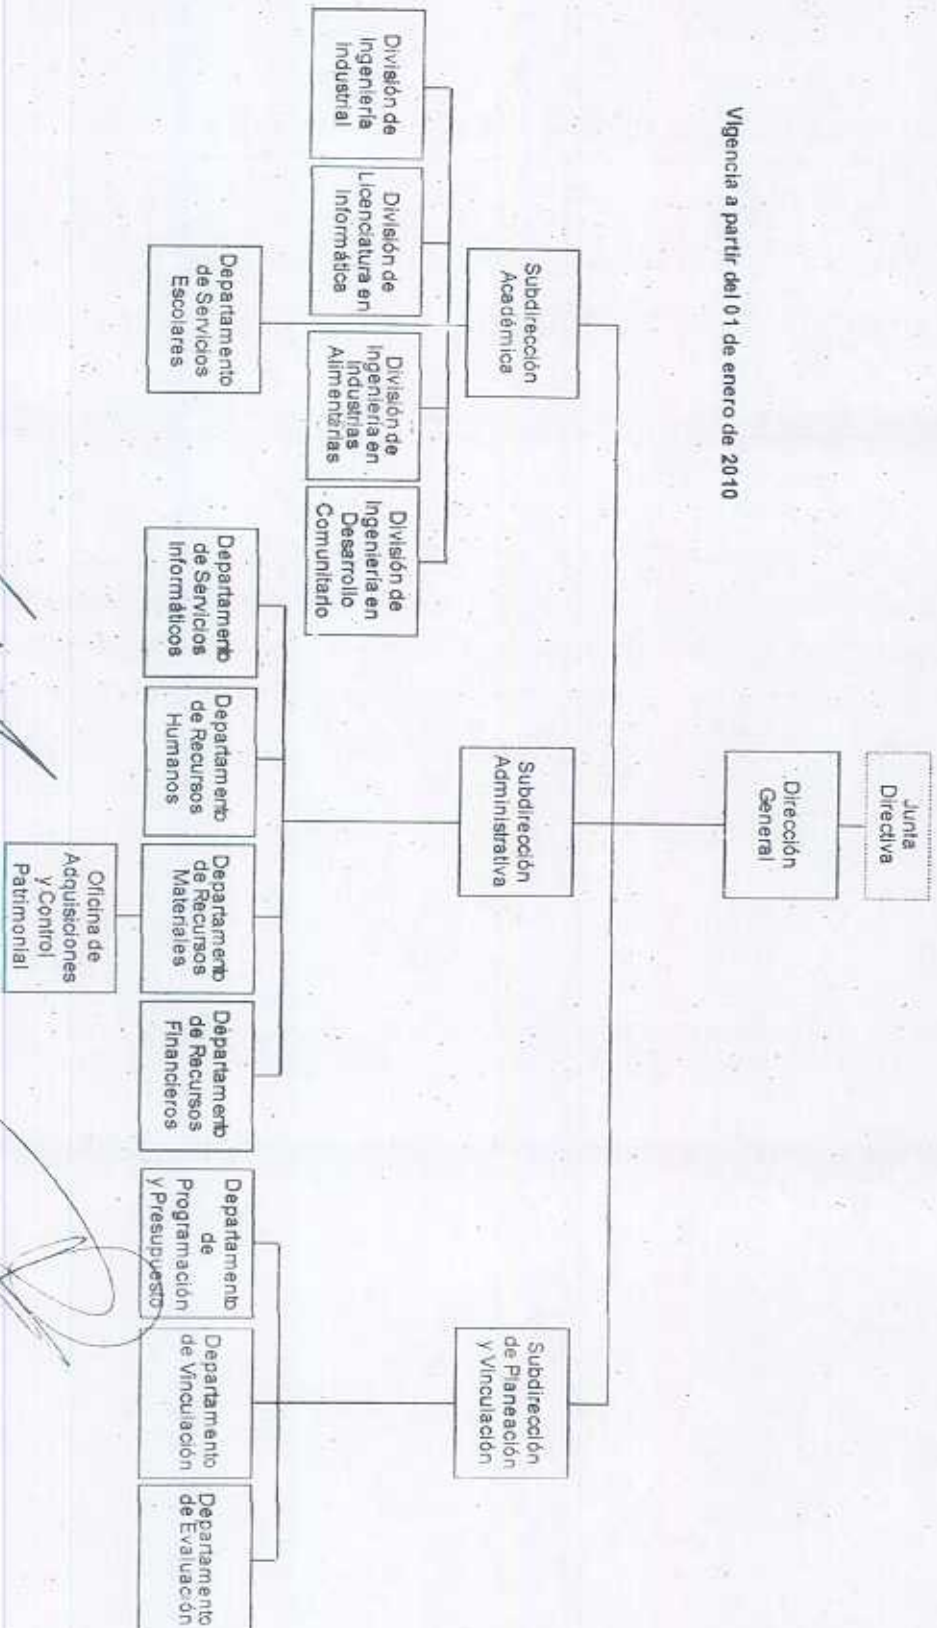 Junta
Directiva
Dirección
General
Vigencia a partir del 01 de enero de 2010
Subdirección
Académica
Subdirección
Administrativa
Subdirección
de Planeación
y Vinculación
División de
Ingeniería
Industrial
División de
Licenciatura en
Informática
División de
Ingeniería en
Industrias
Alimentarias
División de
Ingeniería en
Desarrollo
Comunitario
Departamento
de Servicios
Escolares
Departamento
de Servicios
Informáticos
Departamento
de Recursos
Humanos
Departamento
de Recursos
Materiales
Departamento
de Recursos
Financieros
Departamento
de
Programación
y Presupuesto
Departamento
de Vinculación
Departamento
de Evaluación
Oficina de
Adquisiciones
y Control
Patrimonial